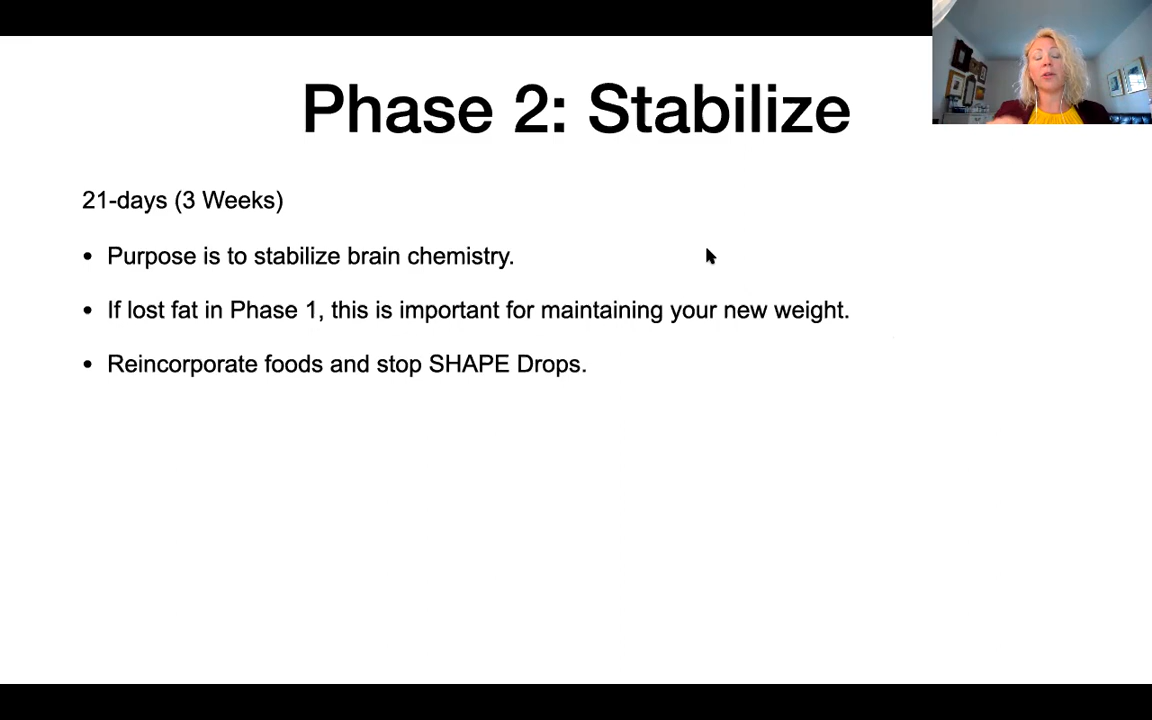 Phase 2: Stabilize
21-days (3 Weeks)
• Purpose is to stabilize brain chemistry.
• If lost fat in Phase 1, this is important for maintaining your new weight.
• Reincorporate foods and stop SHAPE Drops.